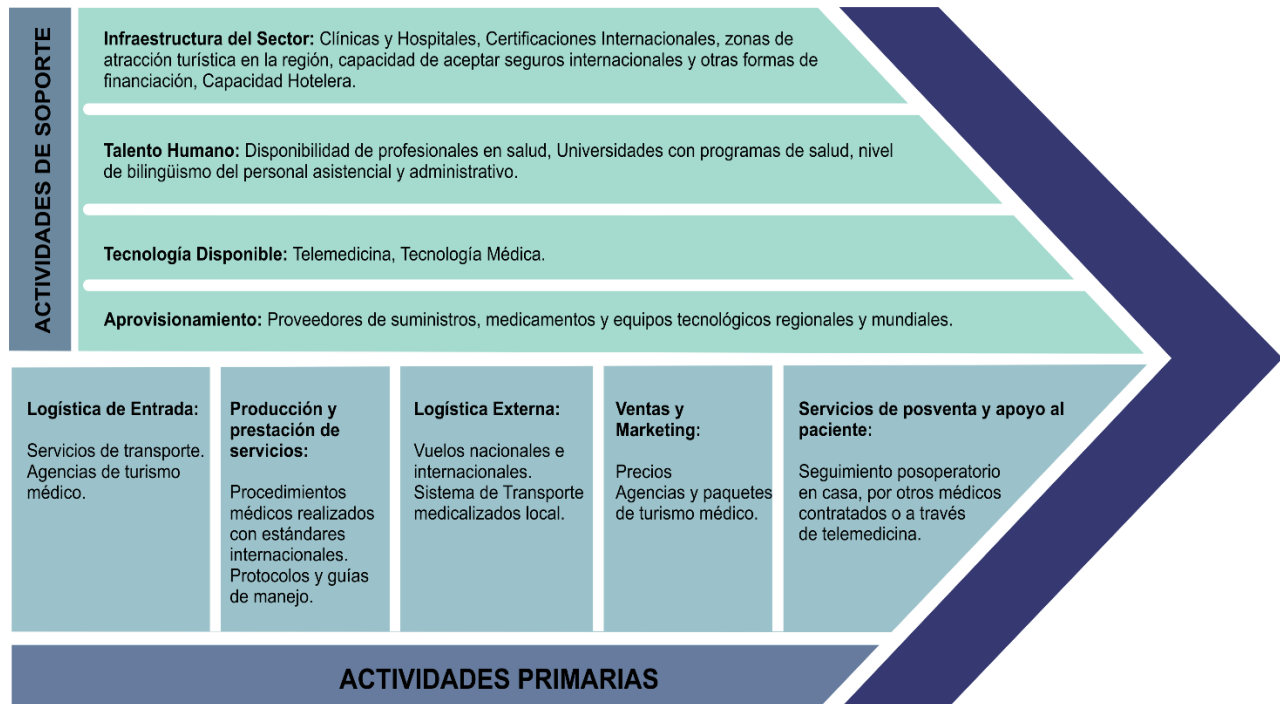 ACTIVIDADES DE SOPORTE
Infraestructura del Sector: Clínicas y Hospitales, Certificaciones Internacionales, zonas de
atracción turística en la región, capacidad de aceptar seguros internacionales y otras formas de
financiación, Capacidad Hotelera.
Talento Humano: Disponibilidad de profesionales en salud, Universidades con programas de salud, nivel
de bilingüismo del personal asistencial y administrativo.
Tecnología Disponible: Telemedicina, Tecnología Médica.
Aprovisionamiento: Proveedores de suministros, medicamentos y equipos tecnológicos regionales y mundiales.
Logística de Entrada:
Servicios de transporte.
Agencias de turismo
médico.
Producción y
prestación de
servicios:
Procedimientos
médicos realizados
con estándares
internacionales.
Protocolos y guías
de manejo.
Logística Externa:
Vuelos nacionales e
internacionales.
Sistema de Transporte
medicalizados local.
Ventas y
Marketing:
Precios
Agencias y paquetes
de turismo médico.
Servicios de posventa y apoyo al
paciente:
Seguimiento posoperatorio
en casa, por otros médicos
contratados o a través
de telemedicina.
ACTIVIDADES PRIMARIAS